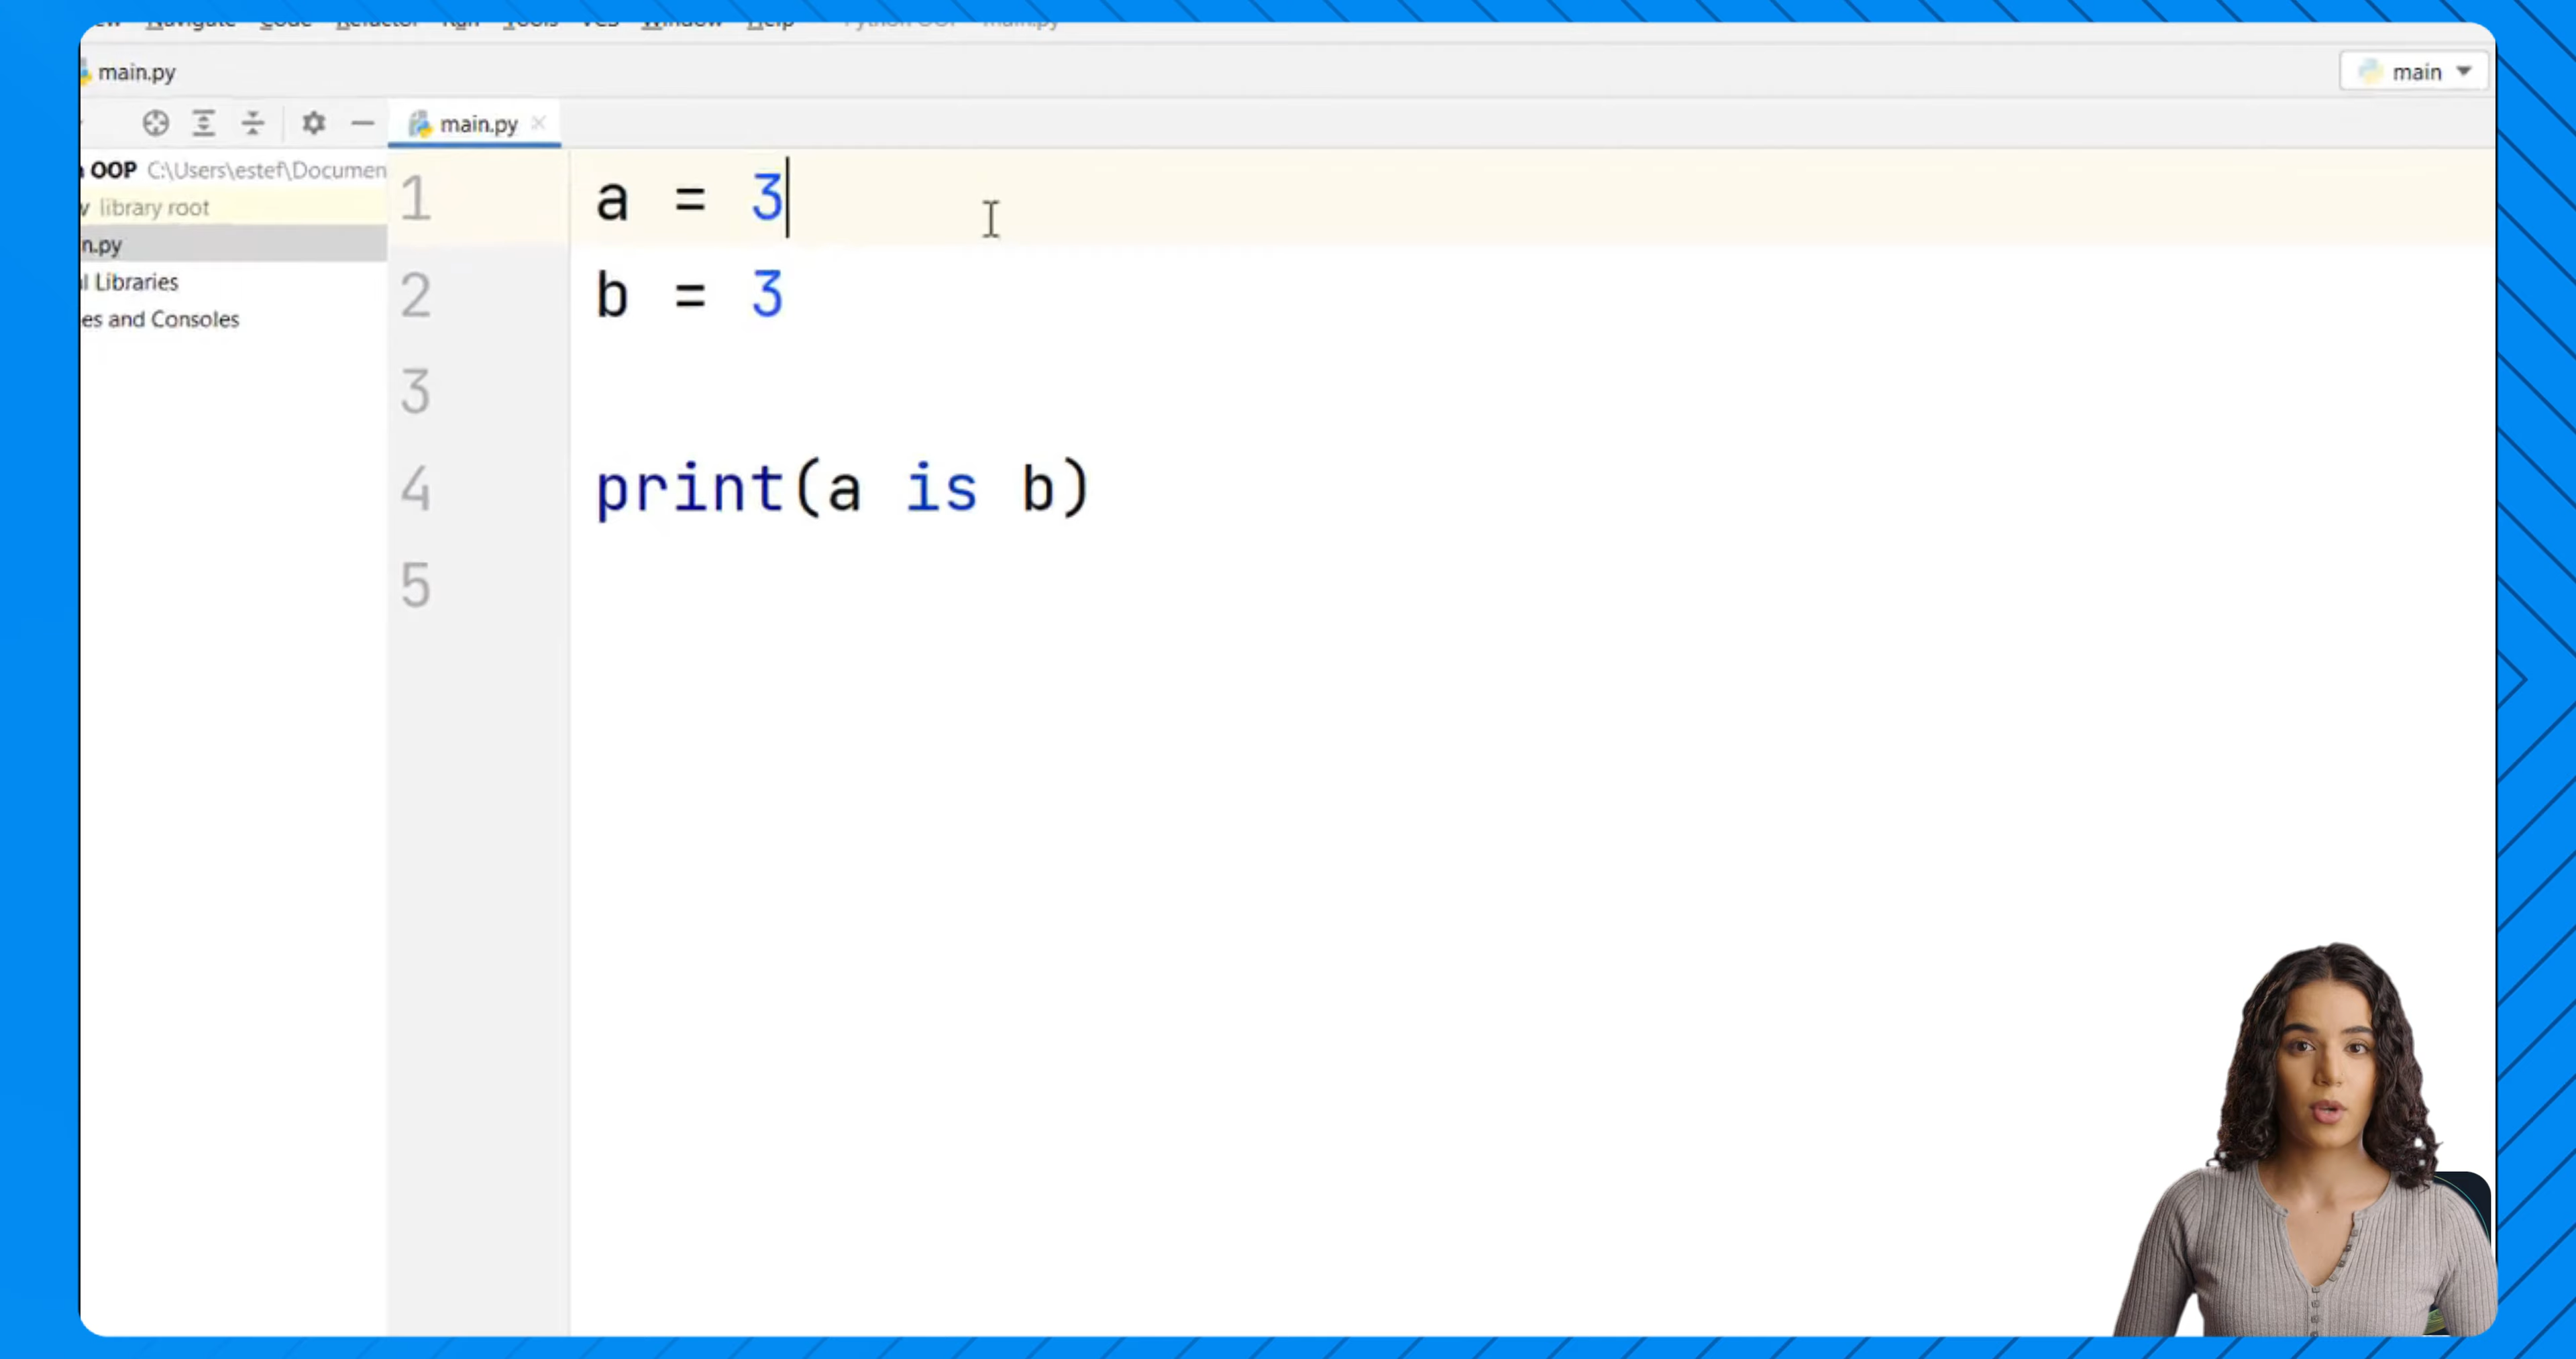 main.py
main
main.py
OOP C:\Users\estef\Documen
library root
n.py
l Libraries
es and Consoles
1 a = 3
2 b = 3
3
4 print(a is b)
5